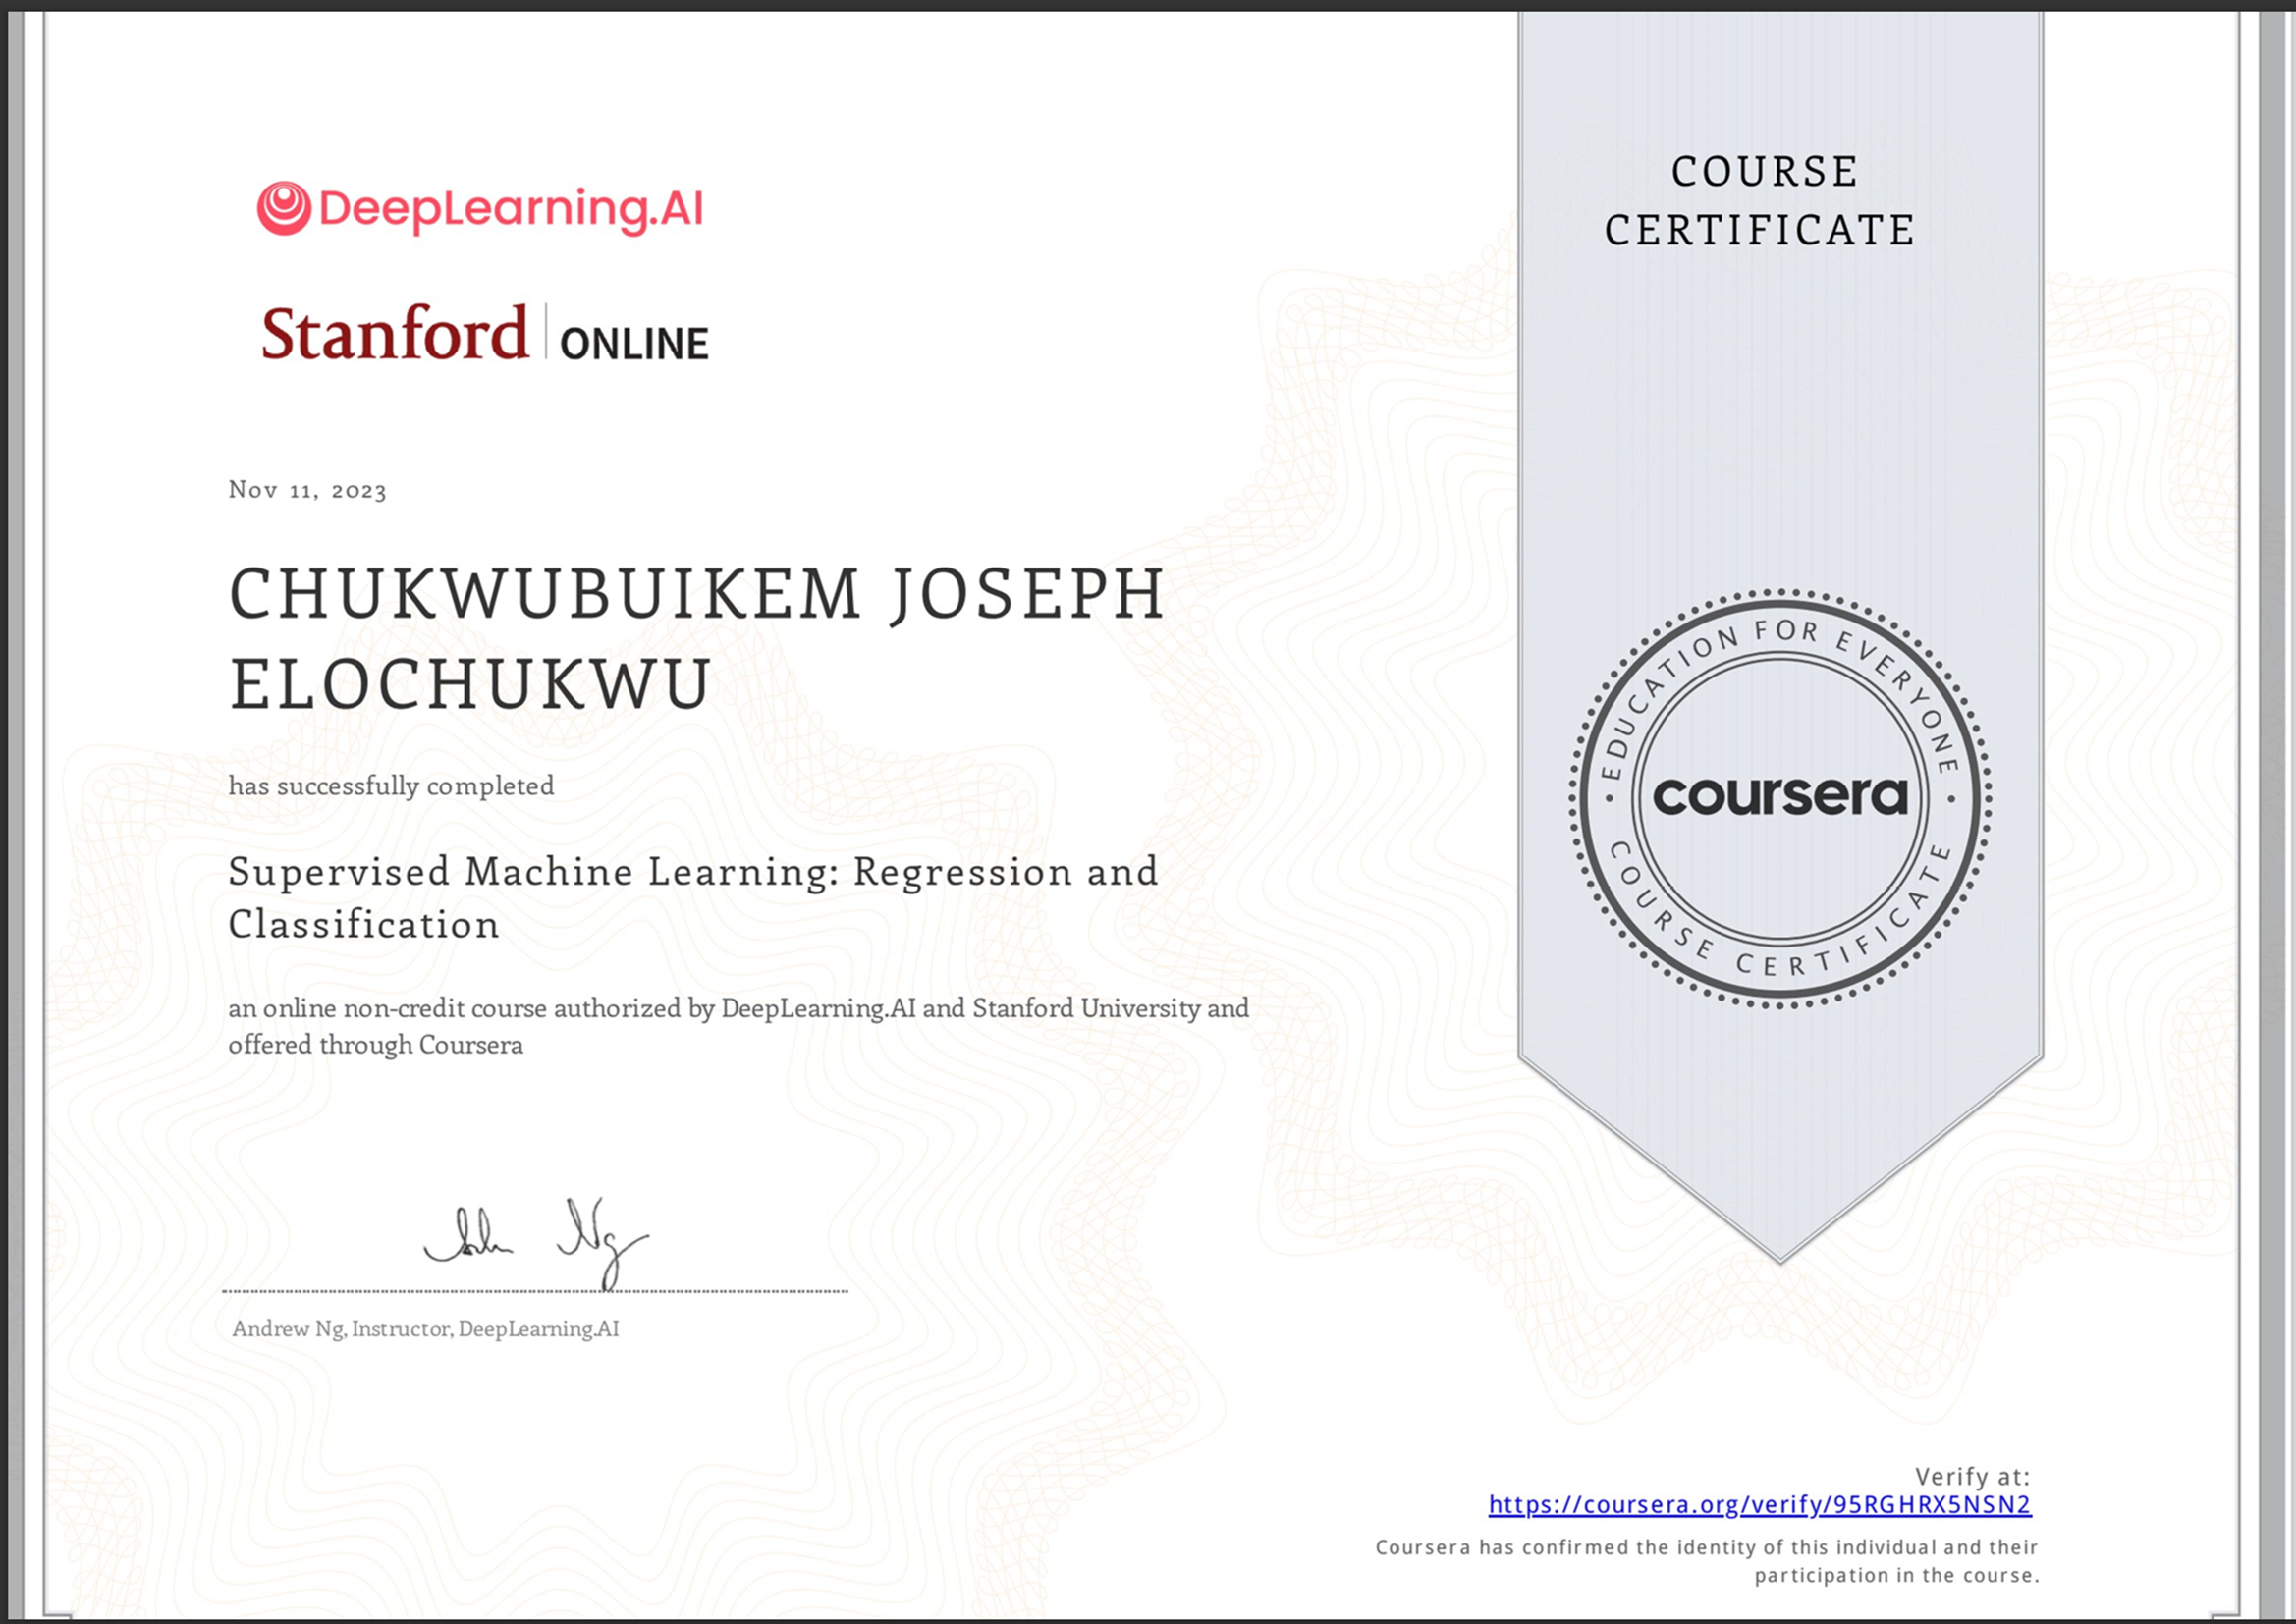 DeepLearning.AI
Stanford ONLINE
Nov 11, 2023
CHUKWUBUIKEM JOSEPH
ELOCHUKWU
has successfully completed
Supervised Machine Learning: Regression and
Classification
an online non-credit course authorized by DeepLearning.AI and Stanford University and
offered through Coursera
Andrew Ng, Instructor, DeepLearning.AI
COURSE
CERTIFICATE
EDUCATION FOR EVERYONE
coursera
COURSE CERTIFICATE
Verify at:
https://coursera.org/verify/95RGHRX5NSN2
Coursera has confirmed the identity of this individual and their
participation in the course.